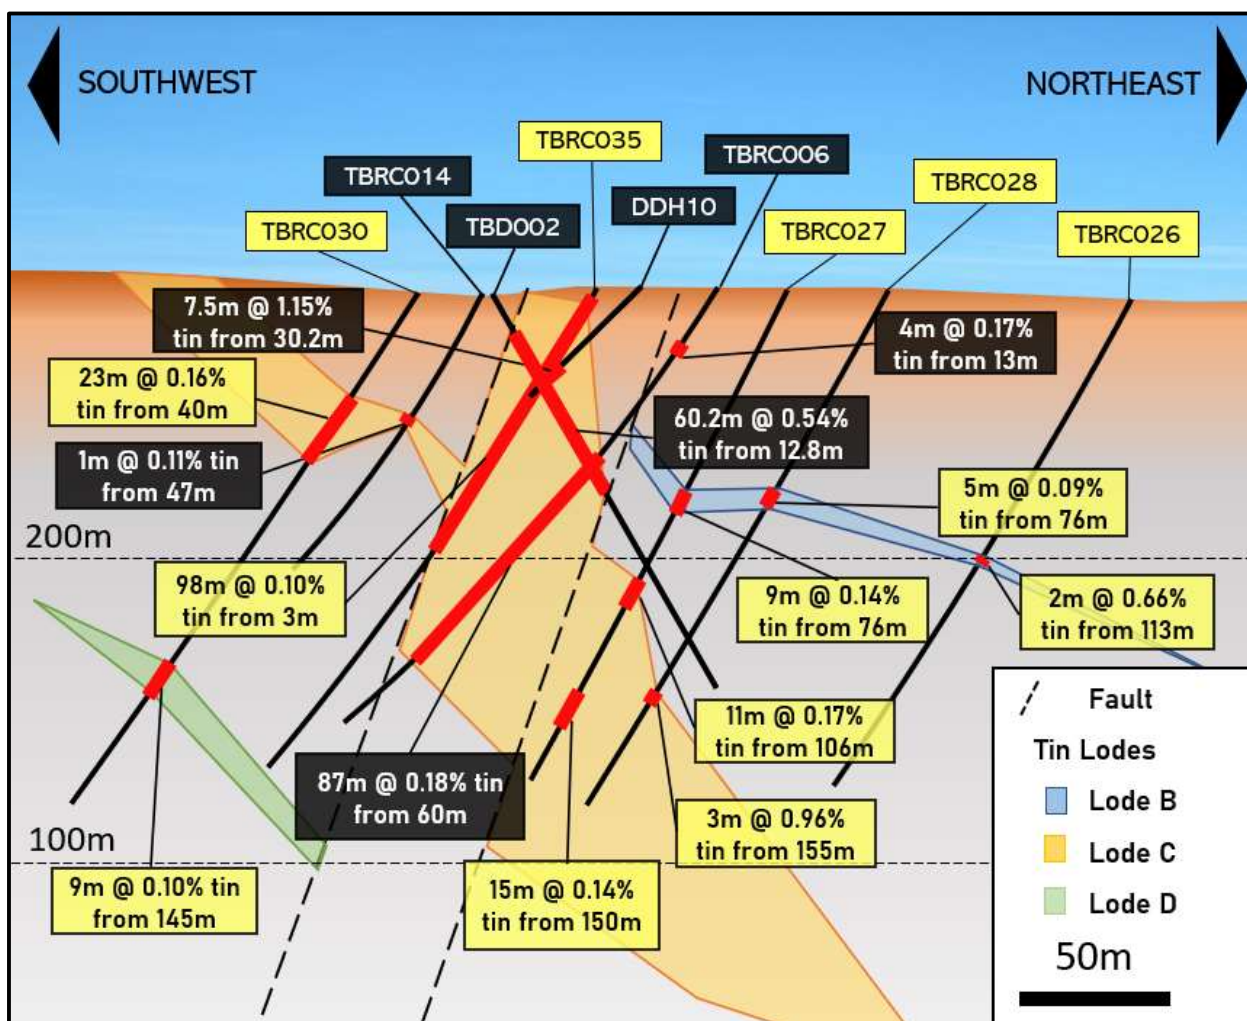 SOUTHWEST
NORTHEAST
TBRC035
TBRC006
TBRC014
TBRC028
DDH10
TBRC030
TBD002
TBRC027
TBRC026
7.5m @ 1.15%
tin from 30.2m
4m @ 0.17%
tin from 13m
23m @ 0.16%
tin from 40m
60.2m @ 0.54%
tin from 12.8m
1m @ 0.11% tin
from 47m
5m @ 0.09%
tin from 76m
200m
98m @ 0.10%
tin from 3m
9m @ 0.14%
tin from 76m
2m @ 0.66%
tin from 113m
Fault
11m @ 0.17%
tin from 106m
Tin Lodes
87m @ 0.18% tin
from 60m
Lode B
3m @ 0.96%
tin from 155m
100m
Lode C
9m @ 0.10% tin
from 145m
15m @ 0.14%
tin from 150m
Lode D
50m